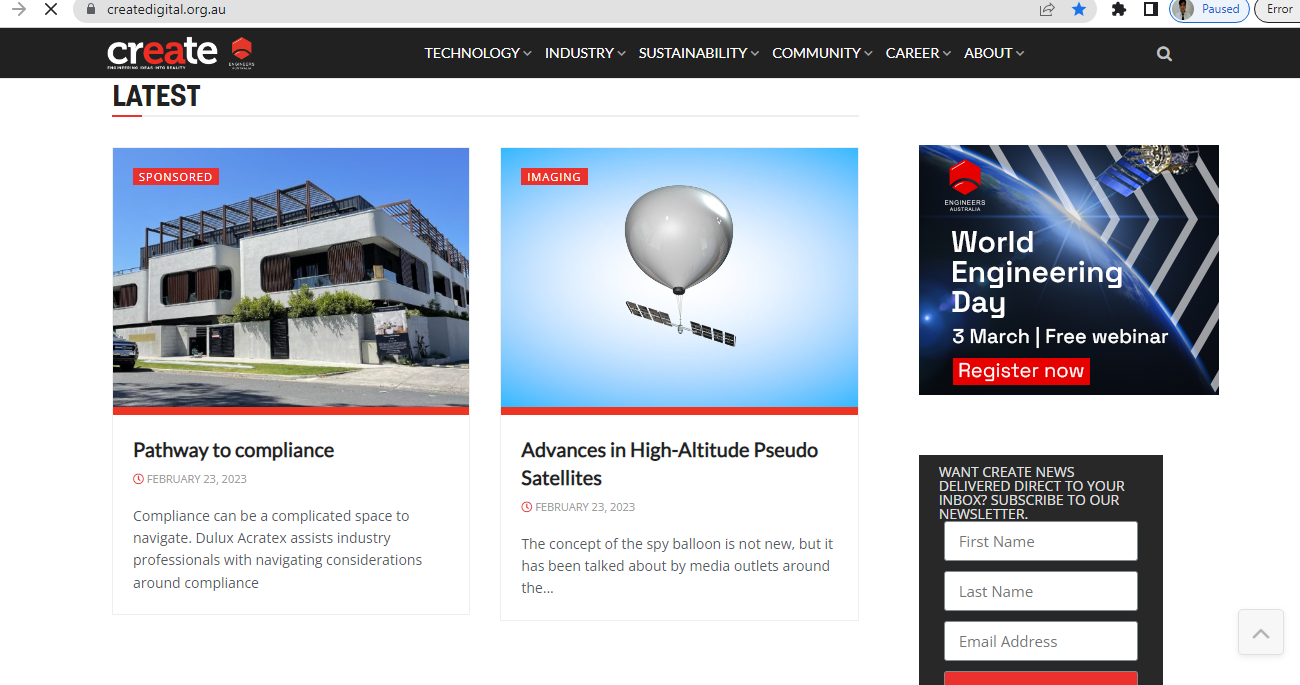 createdigital.org.au
Paused
Error
create
ENGINEERING IDEAS INTO REALITY
ENGINEERS
AUSTRALIA
TECHNOLOGY
INDUSTRY
SUSTAINABILITY
COMMUNITY
CAREER
ABOUT
LATEST
SPONSORED
Pathway to compliance
FEBRUARY 23, 2023
Compliance can be a complicated space to
navigate. Dulux Acratex assists industry
professionals with navigating considerations
around compliance
IMAGING
Advances in High-Altitude Pseudo
Satellites
FEBRUARY 23, 2023
The concept of the spy balloon is not new, but it
has been talked about by media outlets around
the...
ENGINEERS
AUSTRALIA
World
Engineering
Day
3 March | Free webinar
Register now
WANT CREATE NEWS
DELIVERED DIRECT TO YOUR
INBOX? SUBSCRIBE TO OUR
NEWSLETTER.
First Name
Last Name
Email Address